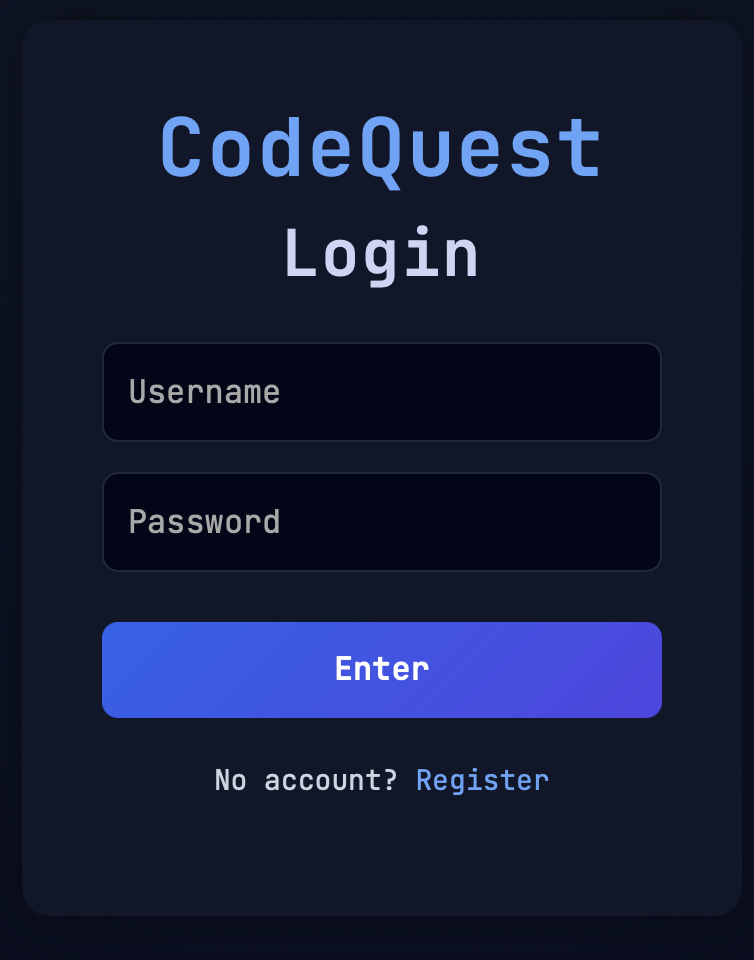 CodeQuest
Login
Username
Password
Enter
No account? Register